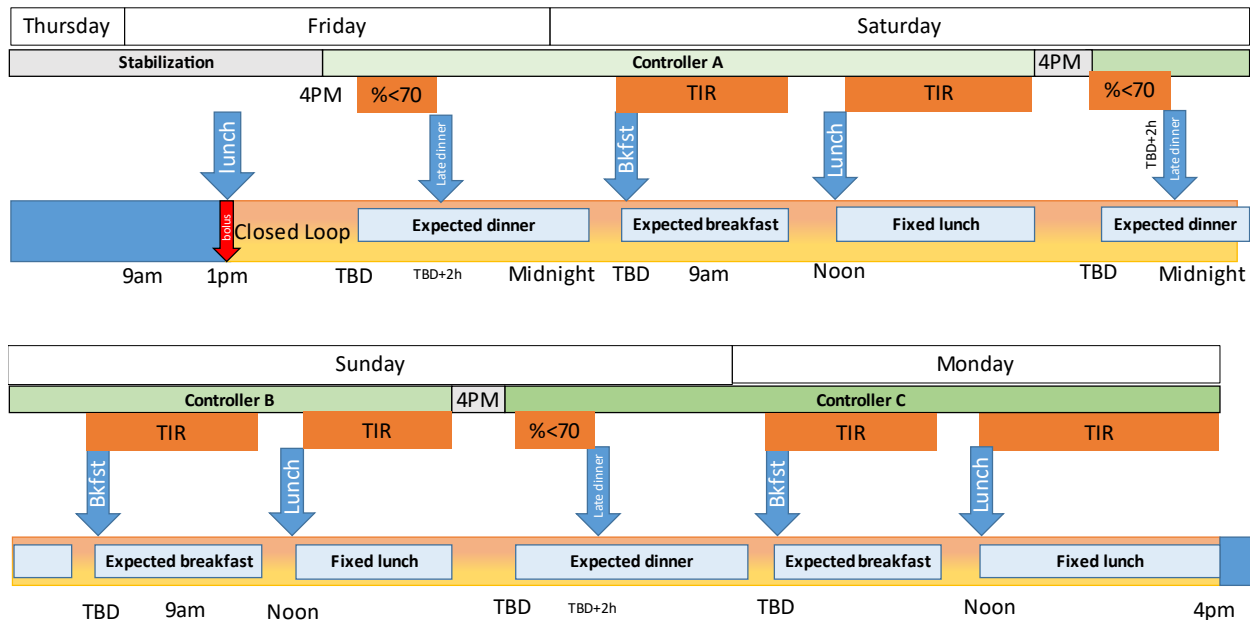 Thursday Friday Saturday
Stabilization Controller A 4PM
4PM %<70 TIR TIR %<70
lunch Late dinner Bkfst Lunch TBD+2h Late dinner
bolus Closed Loop Expected dinner Expected breakfast Fixed lunch Expected dinner
9am 1pm TBD TBD+2h Midnight TBD 9am Noon TBD Midnight
Sunday Monday
Controller B 4PM Controller C
TIR TIR %<70 TIR TIR
Bkfst Lunch Late dinner Bkfst Lunch
Expected breakfast Fixed lunch Expected dinner Expected breakfast Fixed lunch
TBD 9am Noon TBD TBD+2h TBD Noon 4pm